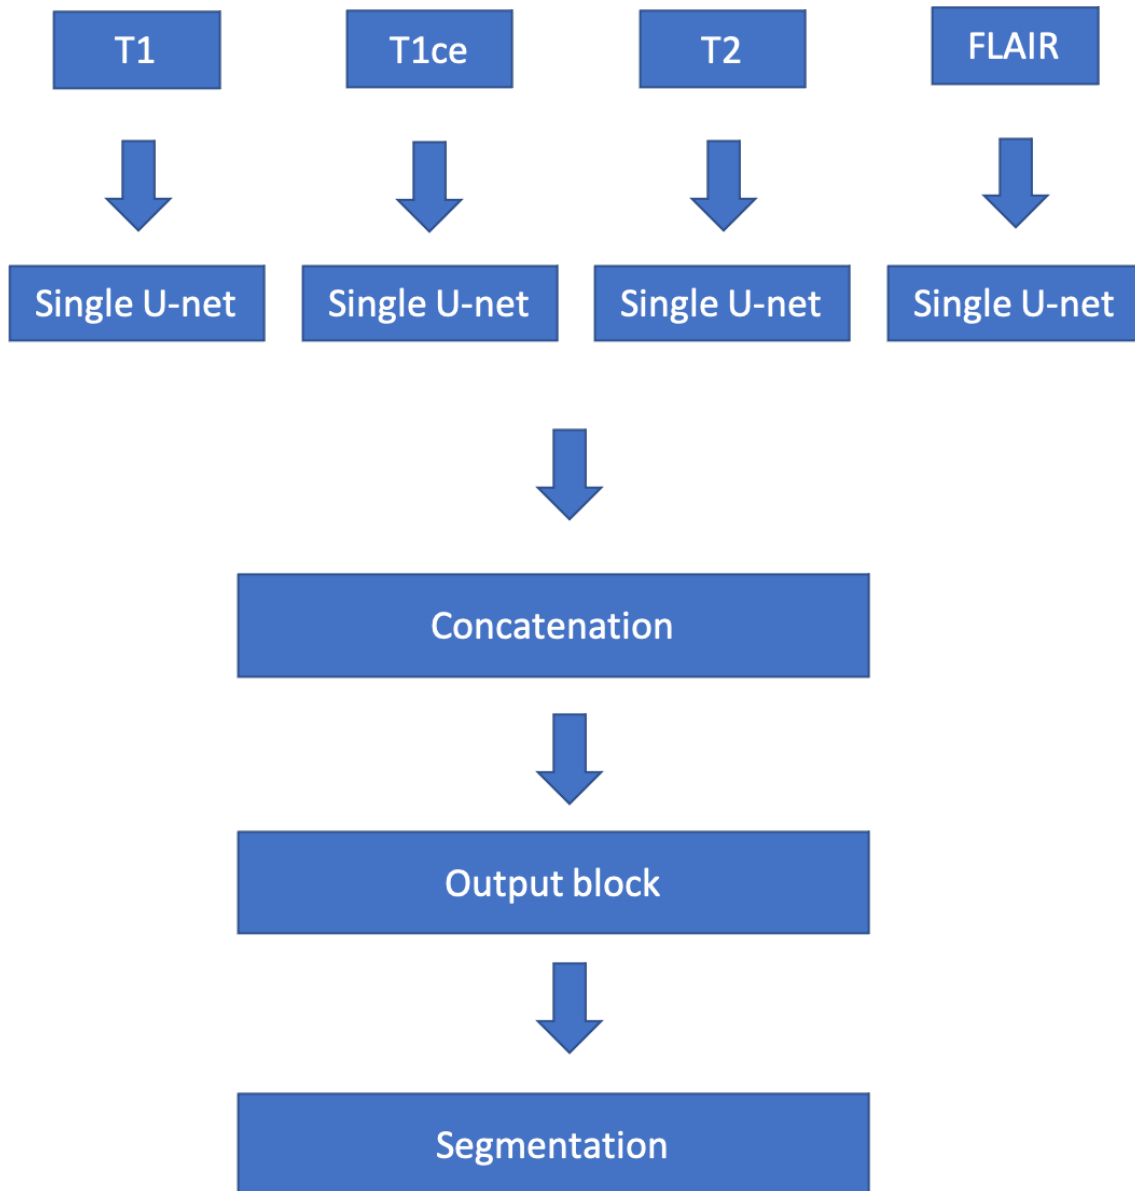 T1
T1ce
T2
FLAIR
Single U-net
Single U-net
Single U-net
Single U-net
Concatenation
Output block
Segmentation